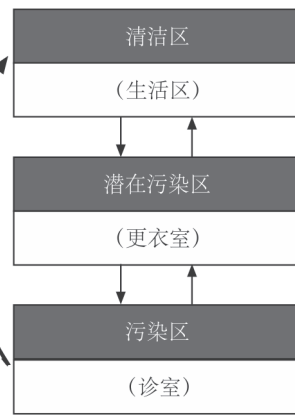 清洁区
（生活区）
潜在污染区
（更衣室）
污染区
（诊室）